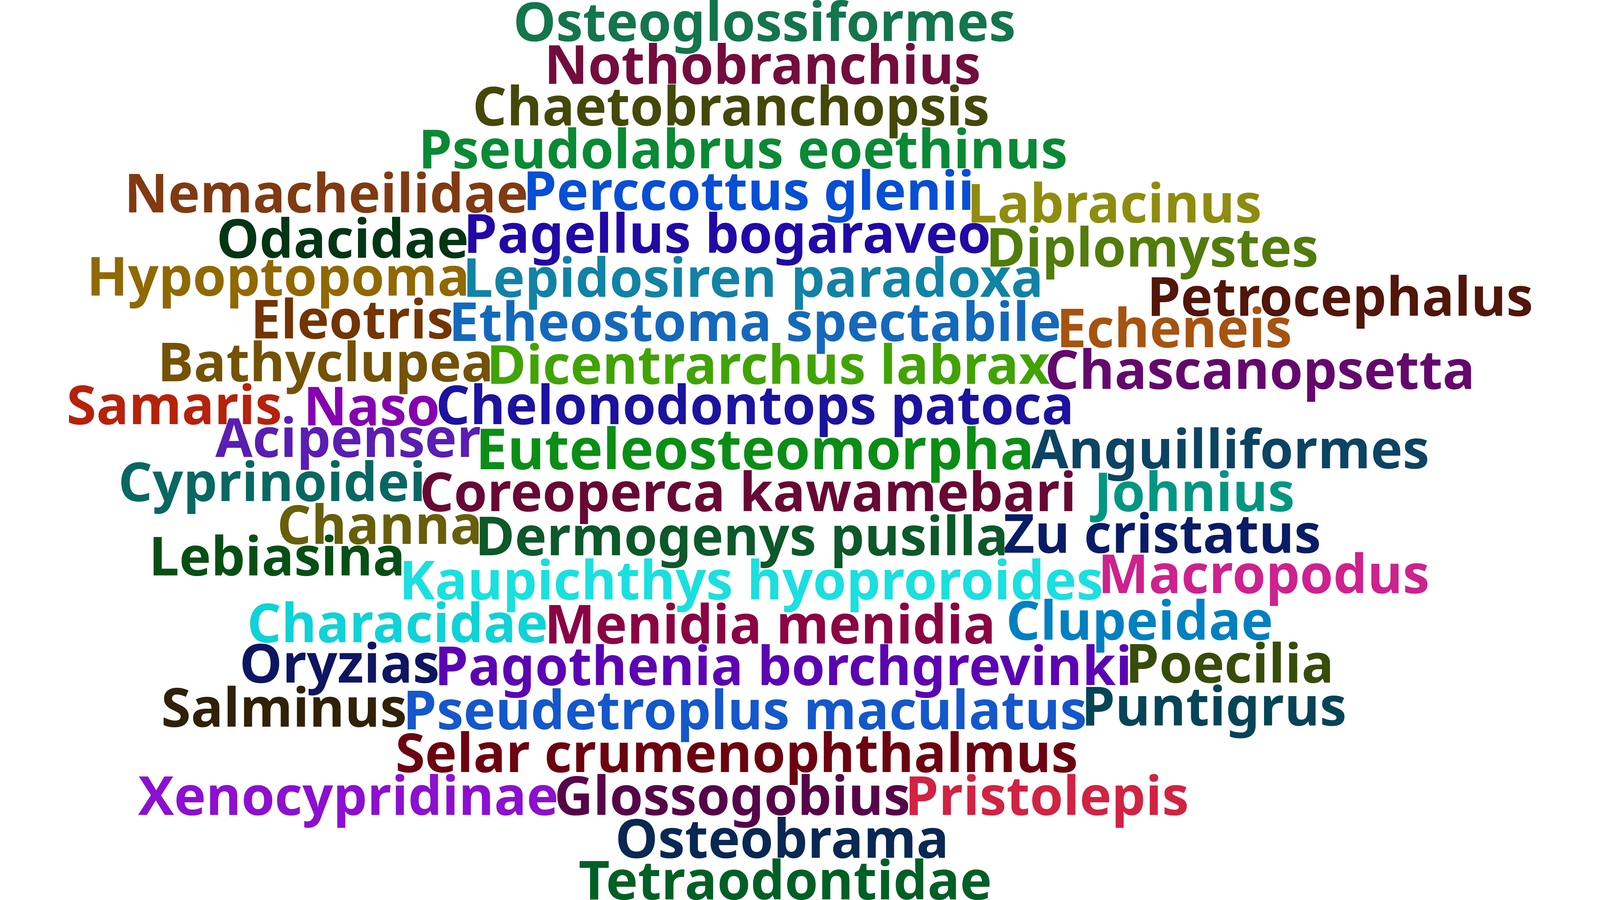 Osteoglossiformes
Nothobranchius
Chaetobranchopsis
Pseudolabrus eoethinus
Nemacheilidae Perccottus glenii Labracinus
Odacidae Pagellus bogaraveo Diplomystes
Hypoptopoma Lepidosiren paradoxa Petrocephalus
Eleotris Etheostoma spectabile Echeneis
Bathyclupea Dicentrarchus labrax Chascanopsetta
Samaris Naso Chelonodontops patoca
Acipenser Euteleosteomorpha Anguilliformes
Cyprinoidei Coreoperca kawamebari Johnius
Channa Dermogenys pusilla Zu cristatus
Lebiasina Kaupichthys hyoproroides Macropodus
Characidae Menidia menidia Clupeidae
Oryzias Pagothenia borchgrevinki Poecilia
Salminus Pseudetroplus maculatus Puntigrus
Selar crumenophthalmus
Xenocypridinae Glossogobius Pristolepis
Osteobrama
Tetraodontidae